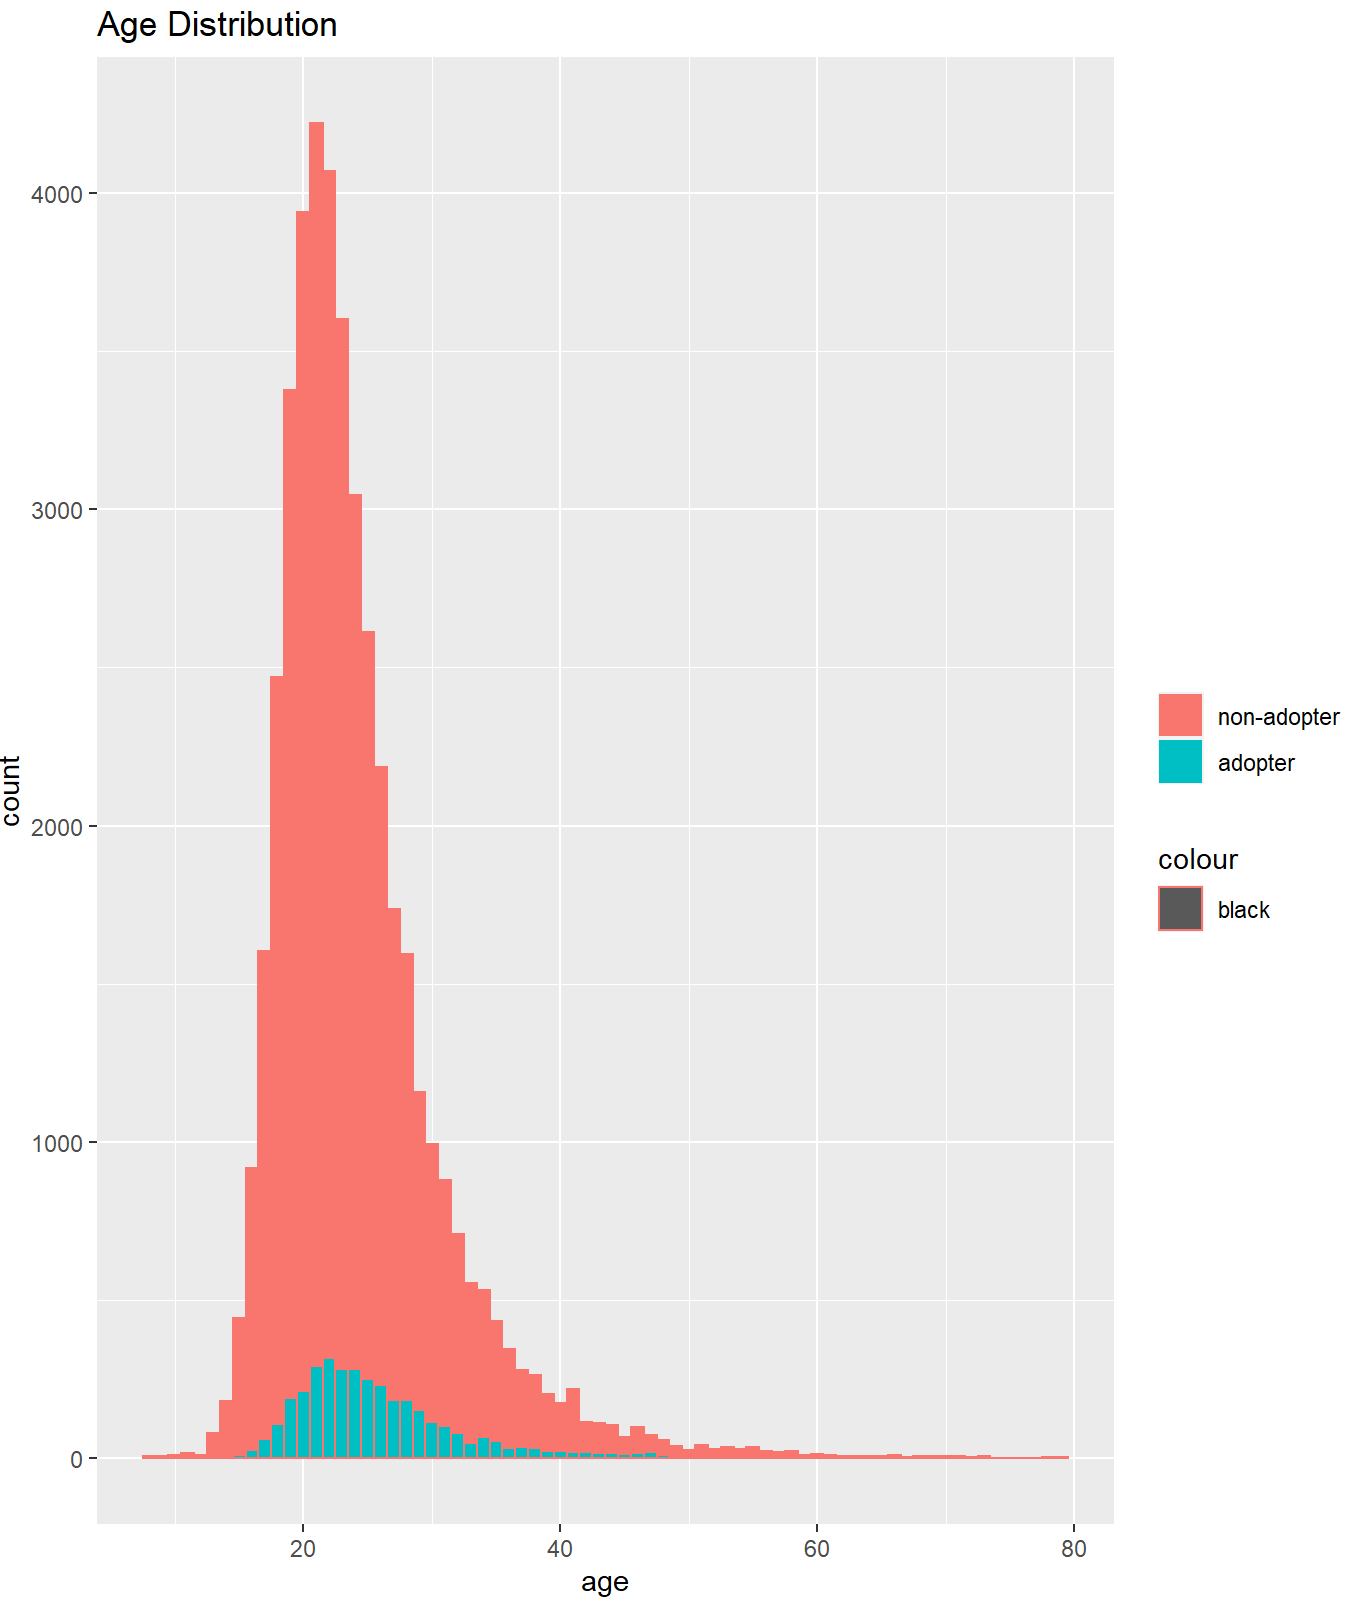 Age Distribution
count
4000
3000
2000
1000
0
20 40 60 80
age
non-adopter
adopter
colour
black